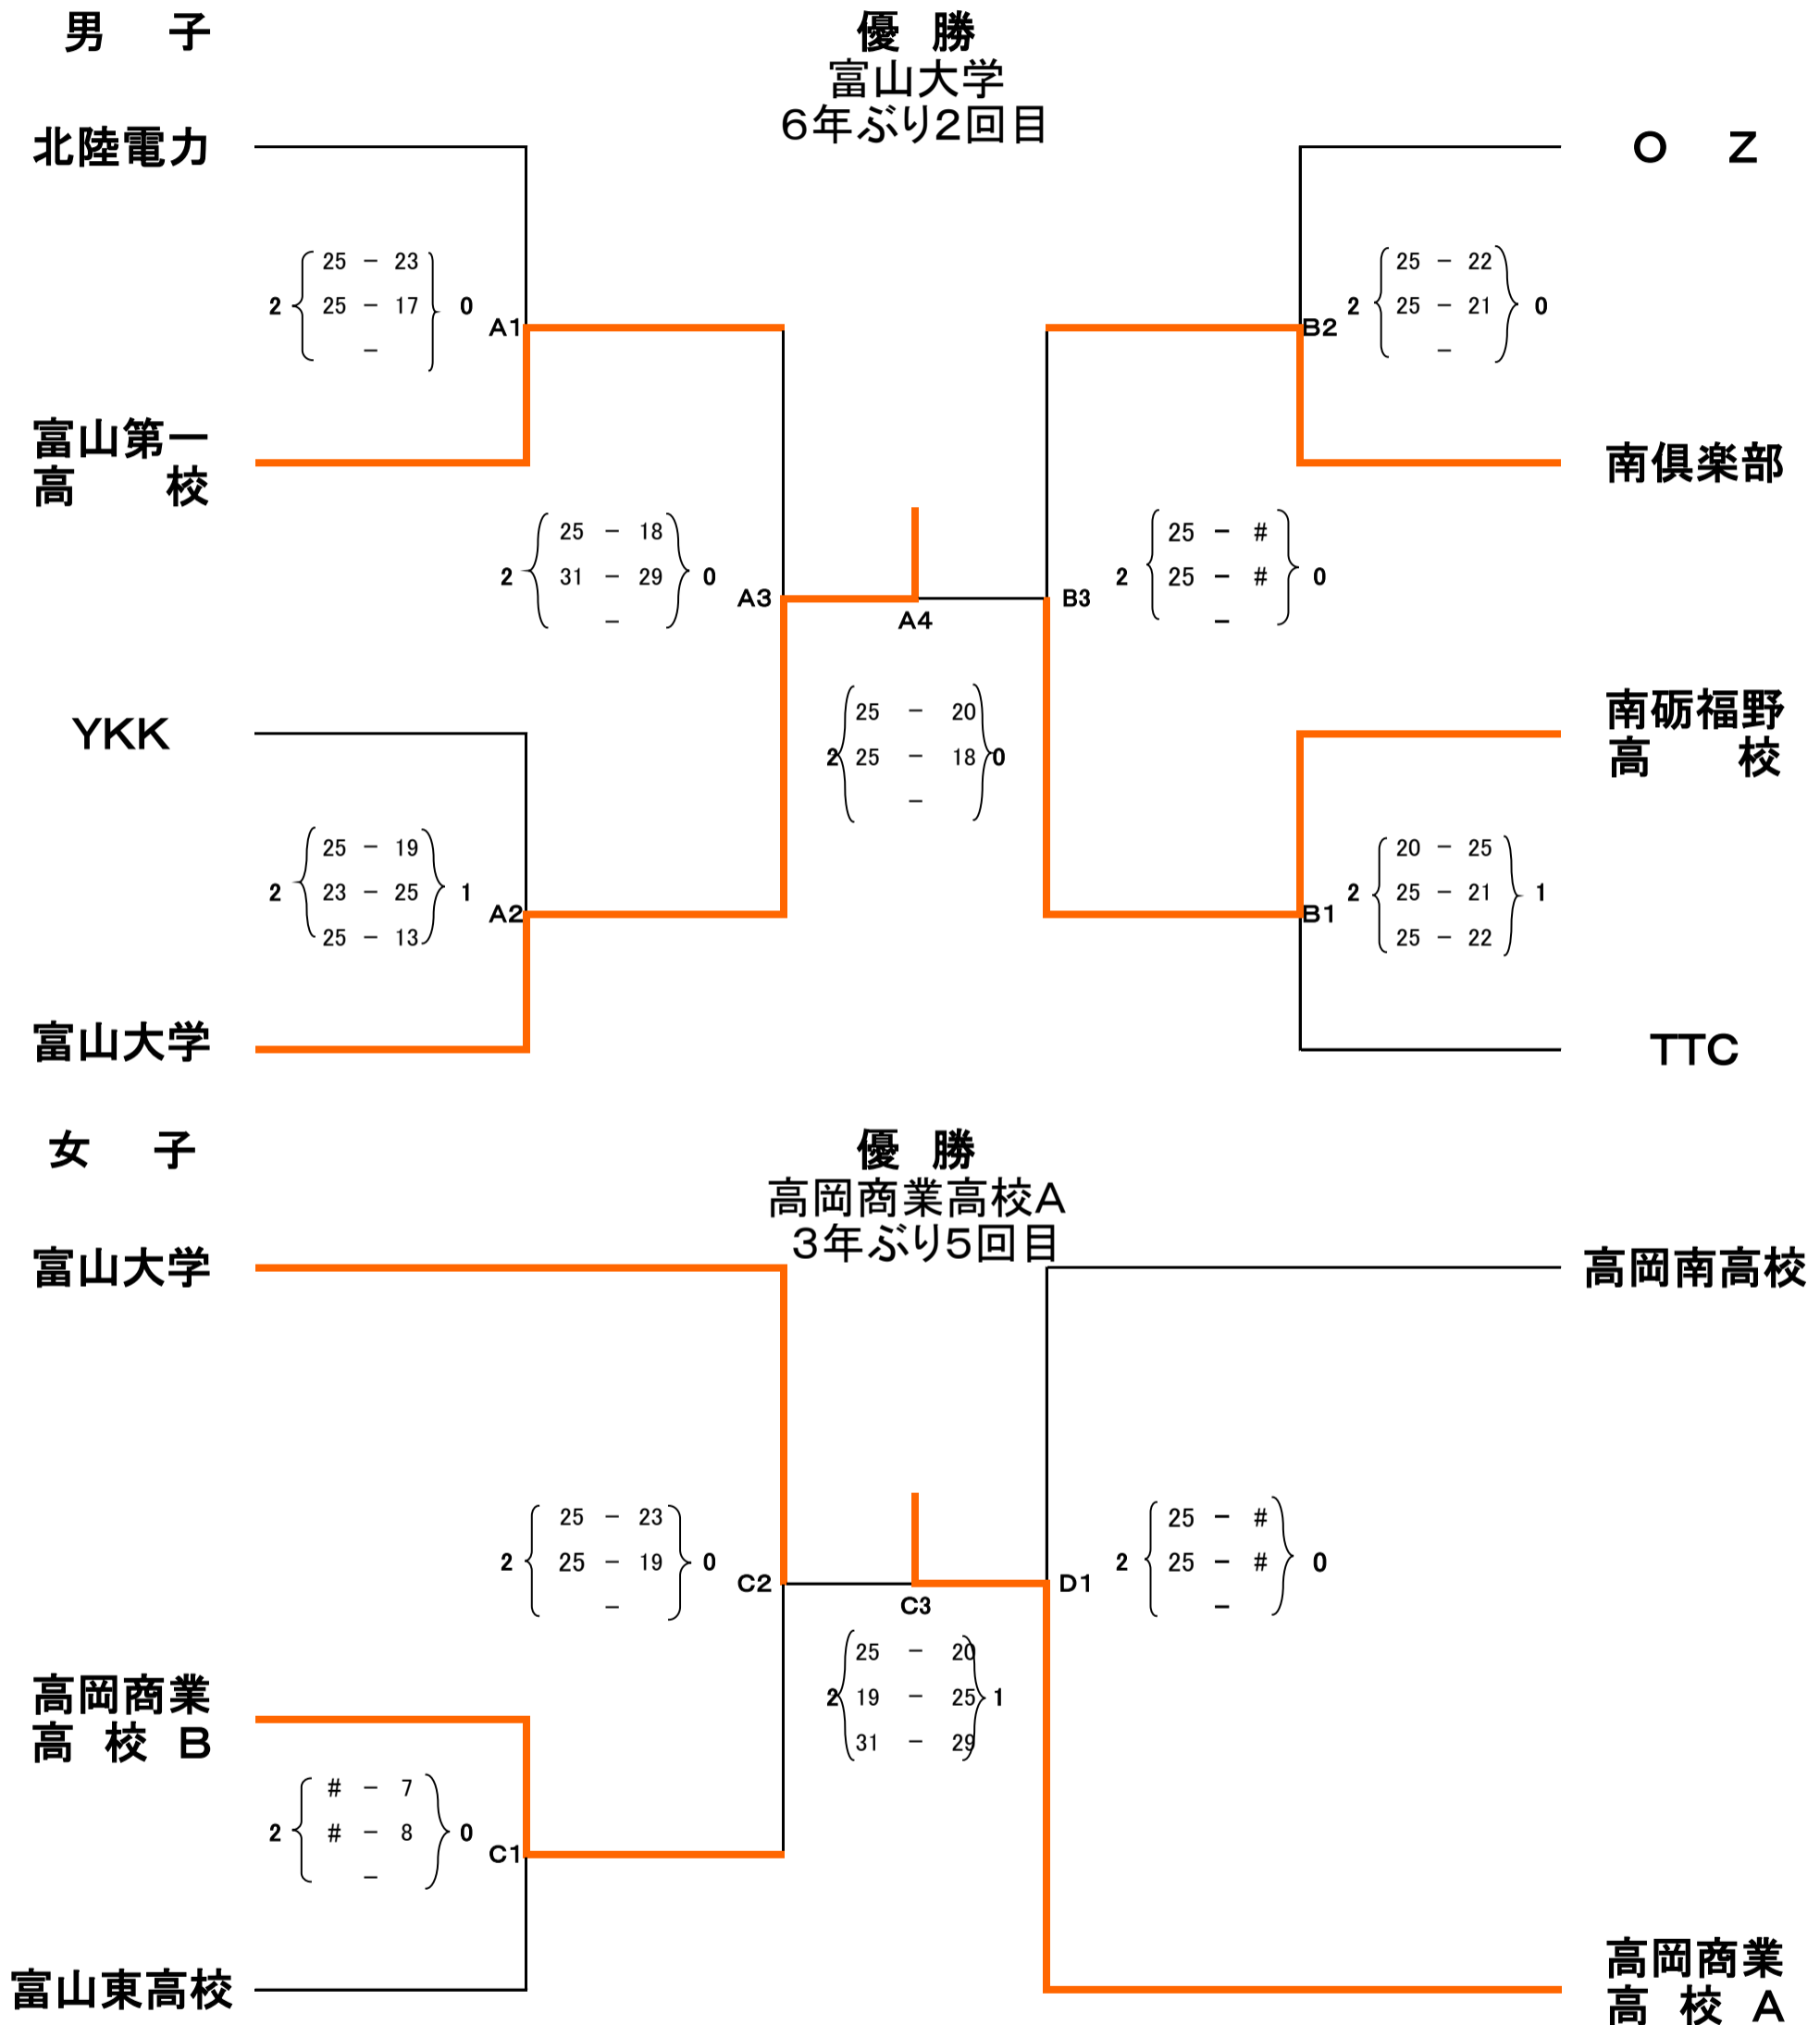 男 子
優 勝
富山大学
6年ぶり2回目
北陸電力
O Z
25 － 23
2 25 － 17 0
－
A1
25 － 22
2 25 － 21 0
－
B2
富山第一
高 校
南倶楽部
25 － 18
2 31 － 29 0
－
A3
A4
25 － #
2 25 － # 0
－
B3
YKK
南砺福野
高 校
25 － 20
2 25 － 18 0
－
25 － 19
2 23 － 25 1
25 － 13
A2
20 － 25
2 25 － 21 1
25 － 22
B1
富山大学
TTC
女 子
優 勝
高岡商業高校A
3年ぶり5回目
富山大学
高岡南高校
25 － 23
2 25 － 19 0
－
C2
C3
25 － #
2 25 － # 0
－
D1
25 － 20
2 19 － 25 1
31 － 29
高岡商業
高 校 B
# － 7
2 # － 8 0
－
C1
富山東高校
高岡商業
高 校 A